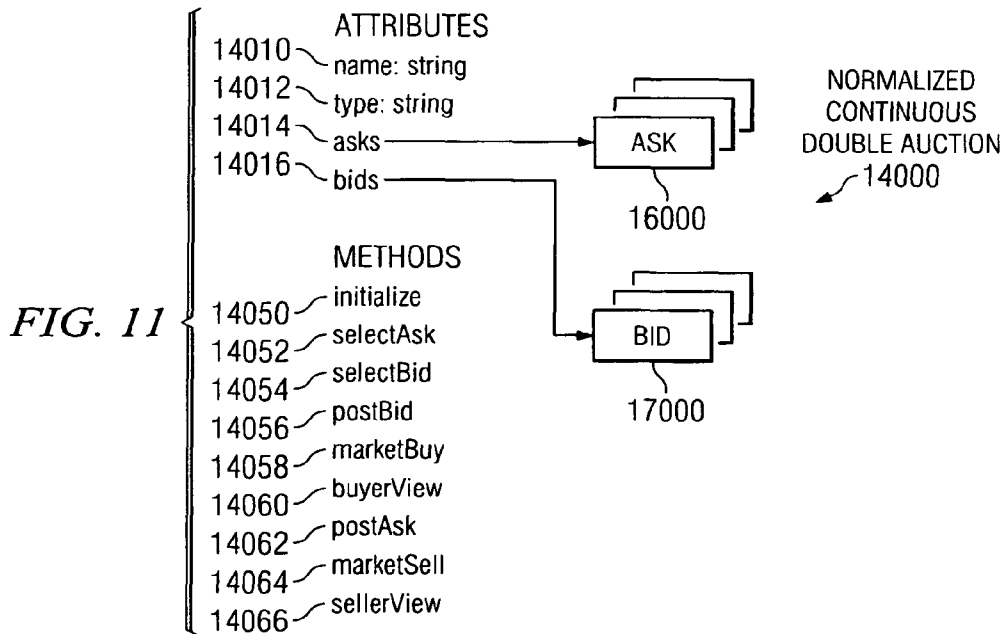 ATTRIBUTES
14010 name: string
14012 type: string
14014 asks
14016 bids
ASK
16000
NORMALIZED
CONTINUOUS
DOUBLE AUCTION
14000
METHODS
14050 initialize
14052 selectAsk
14054 selectBid
14056 postBid
14058 marketBuy
14060 buyerView
14062 postAsk
14064 marketSell
14066 sellerView
BID
17000
FIG. 11